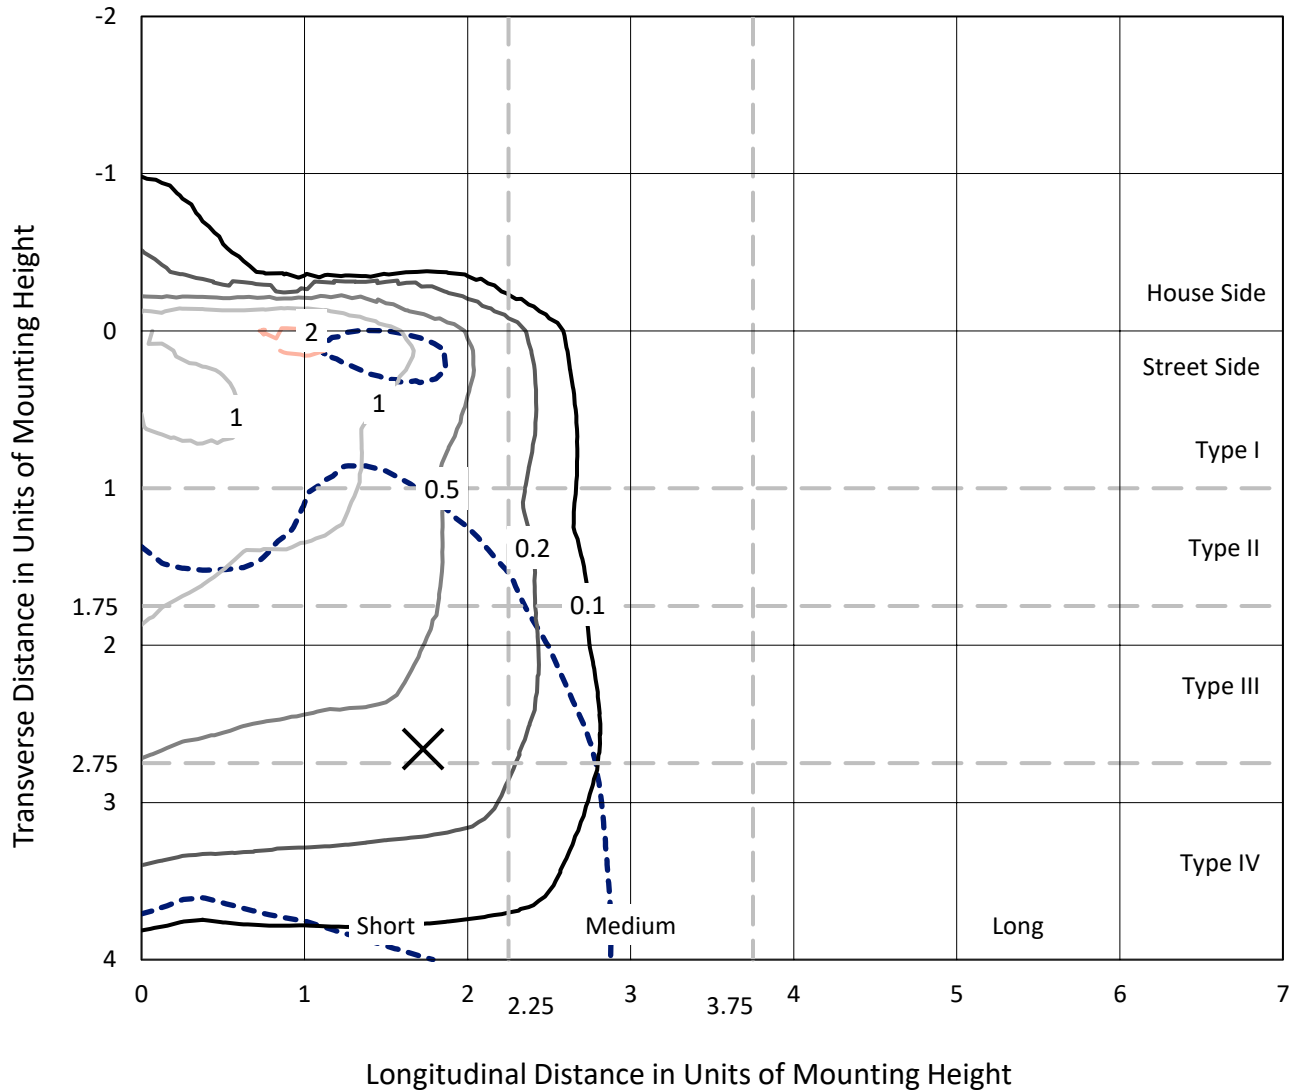 -2
-1
House Side
0
2
Street Side
1
1
Type I
1
0.5
0.2
Type II
1.75
0.1
2
Type III
2.75
3
Type IV
Short
Medium
Long
4
0
1
2
2.25
3
3.75
4
5
6
7
Transverse Distance in Units of Mounting Height
Longitudinal Distance in Units of Mounting Height